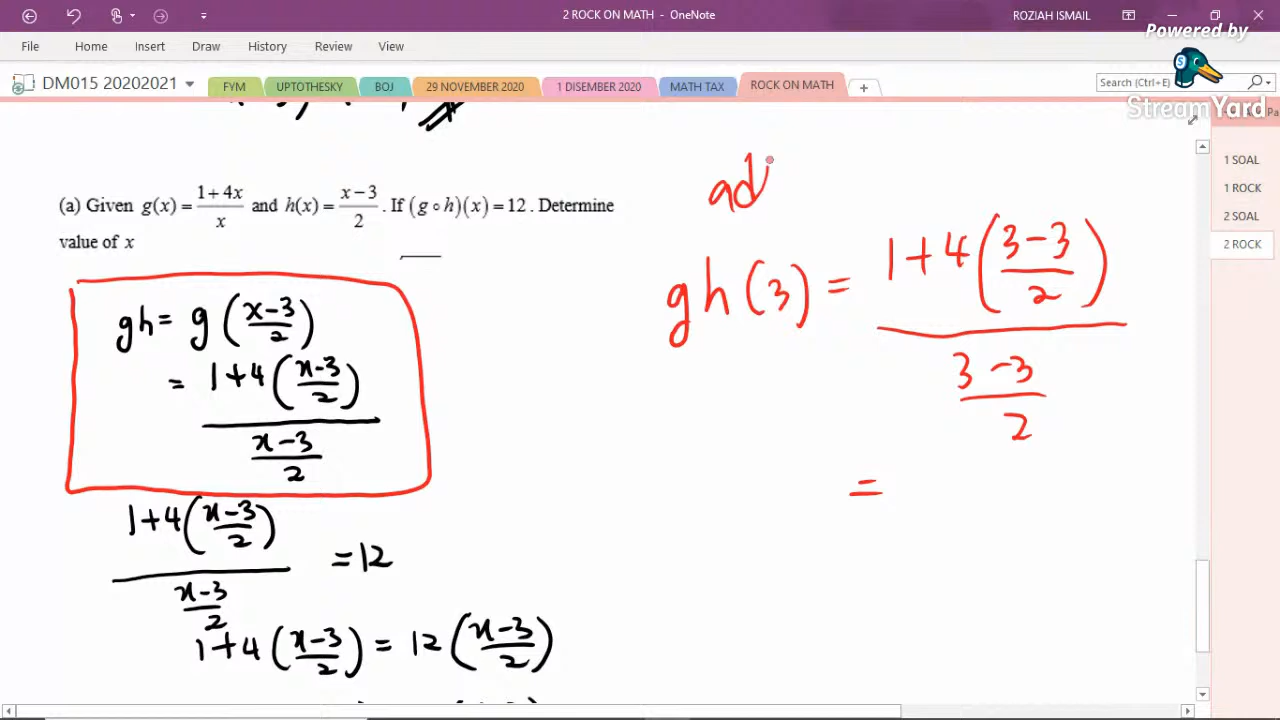 2 ROCK ON MATH - OneNote
ROZIAH ISMAIL
Powered by
StreamYard
File Home Insert Draw History Review View
DM015 20202021
FYM UPTOTHESKY BOJ 29 NOVEMBER 2020 1 DISEMBER 2020 MATH TAX ROCK ON MATH
Search (Ctrl+E)
1 SOAL
1 ROCK
2 SOAL
2 ROCK
(a) Given g(x) = (1+4x)/x and h(x) = (x−3)/2 . If (g ∘ h)(x) = 12 . Determine
value of x
gh = g((x-3)/2)
= (1+4((x-3)/2))/((x-3)/2)
(1+4((x-3)/2))/((x-3)/2) = 12
1+4((x-3)/2) = 12((x-3)/2)
adi
gh(3) = (1+4((3-3)/2))/((3-3)/2)
=